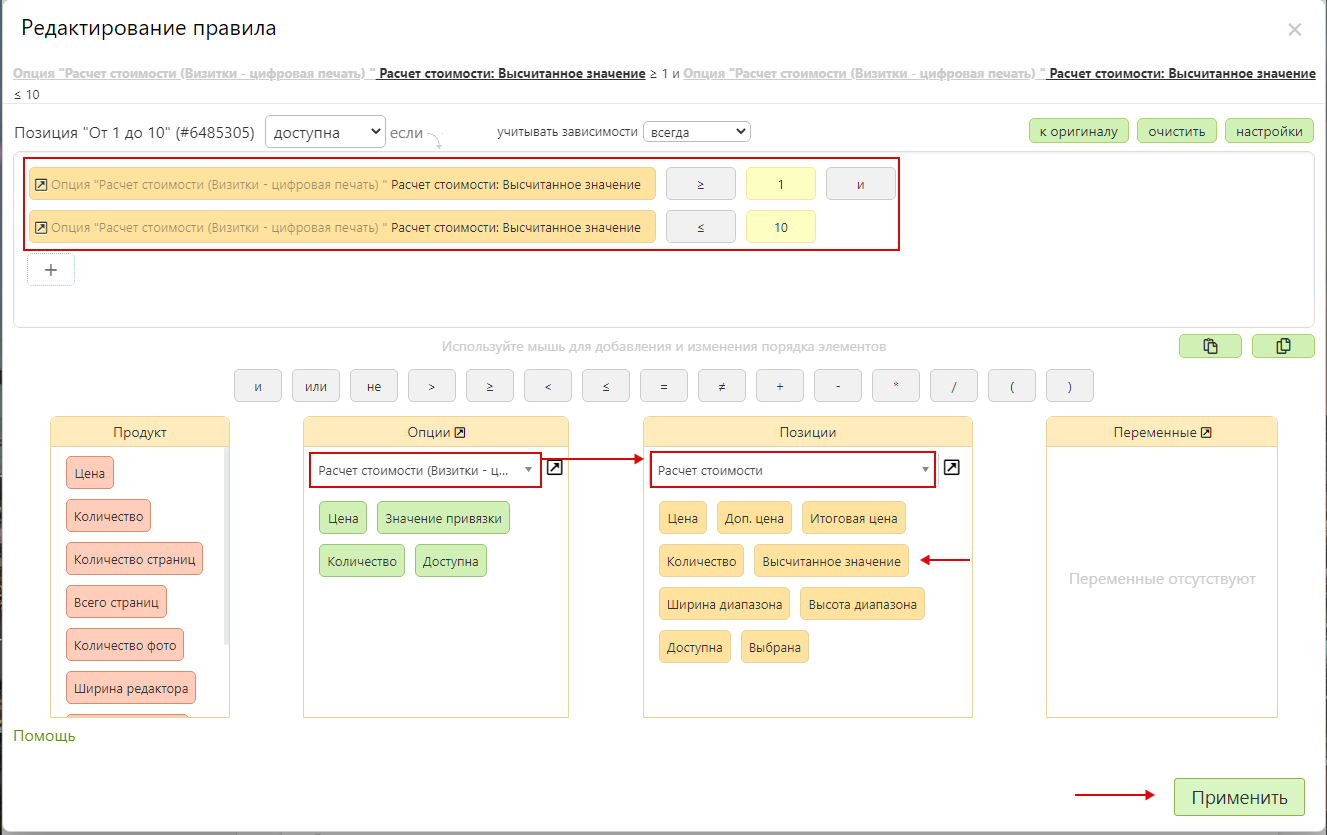 Редактирование правила
Опция "Расчет стоимости (Визитки - цифровая печать) " Расчет стоимости: Высчитанное значение ≥ 1 и Опция "Расчет стоимости (Визитки - цифровая печать) " Расчет стоимости: Высчитанное значение
≤ 10
Позиция "От 1 до 10" (#6485305) доступна если учитывать зависимости всегда к оригиналу очистить настройки
Опция "Расчет стоимости (Визитки - цифровая печать) " Расчет стоимости: Высчитанное значение ≥ 1 и
Опция "Расчет стоимости (Визитки - цифровая печать) " Расчет стоимости: Высчитанное значение ≤ 10
+
Используйте мышь для добавления и изменения порядка элементов
и или не > ≥ < ≤ = ≠ + - * / ( )
Продукт
Цена
Количество
Количество страниц
Всего страниц
Количество фото
Ширина редактора
Опции
Расчет стоимости (Визитки - ц...
Цена Значение привязки
Количество Доступна
Позиции
Расчет стоимости
Цена Доп. цена Итоговая цена
Количество Высчитанное значение
Ширина диапазона Высота диапазона
Доступна Выбрана
Переменные
Переменные отсутствуют
Помощь
Применить